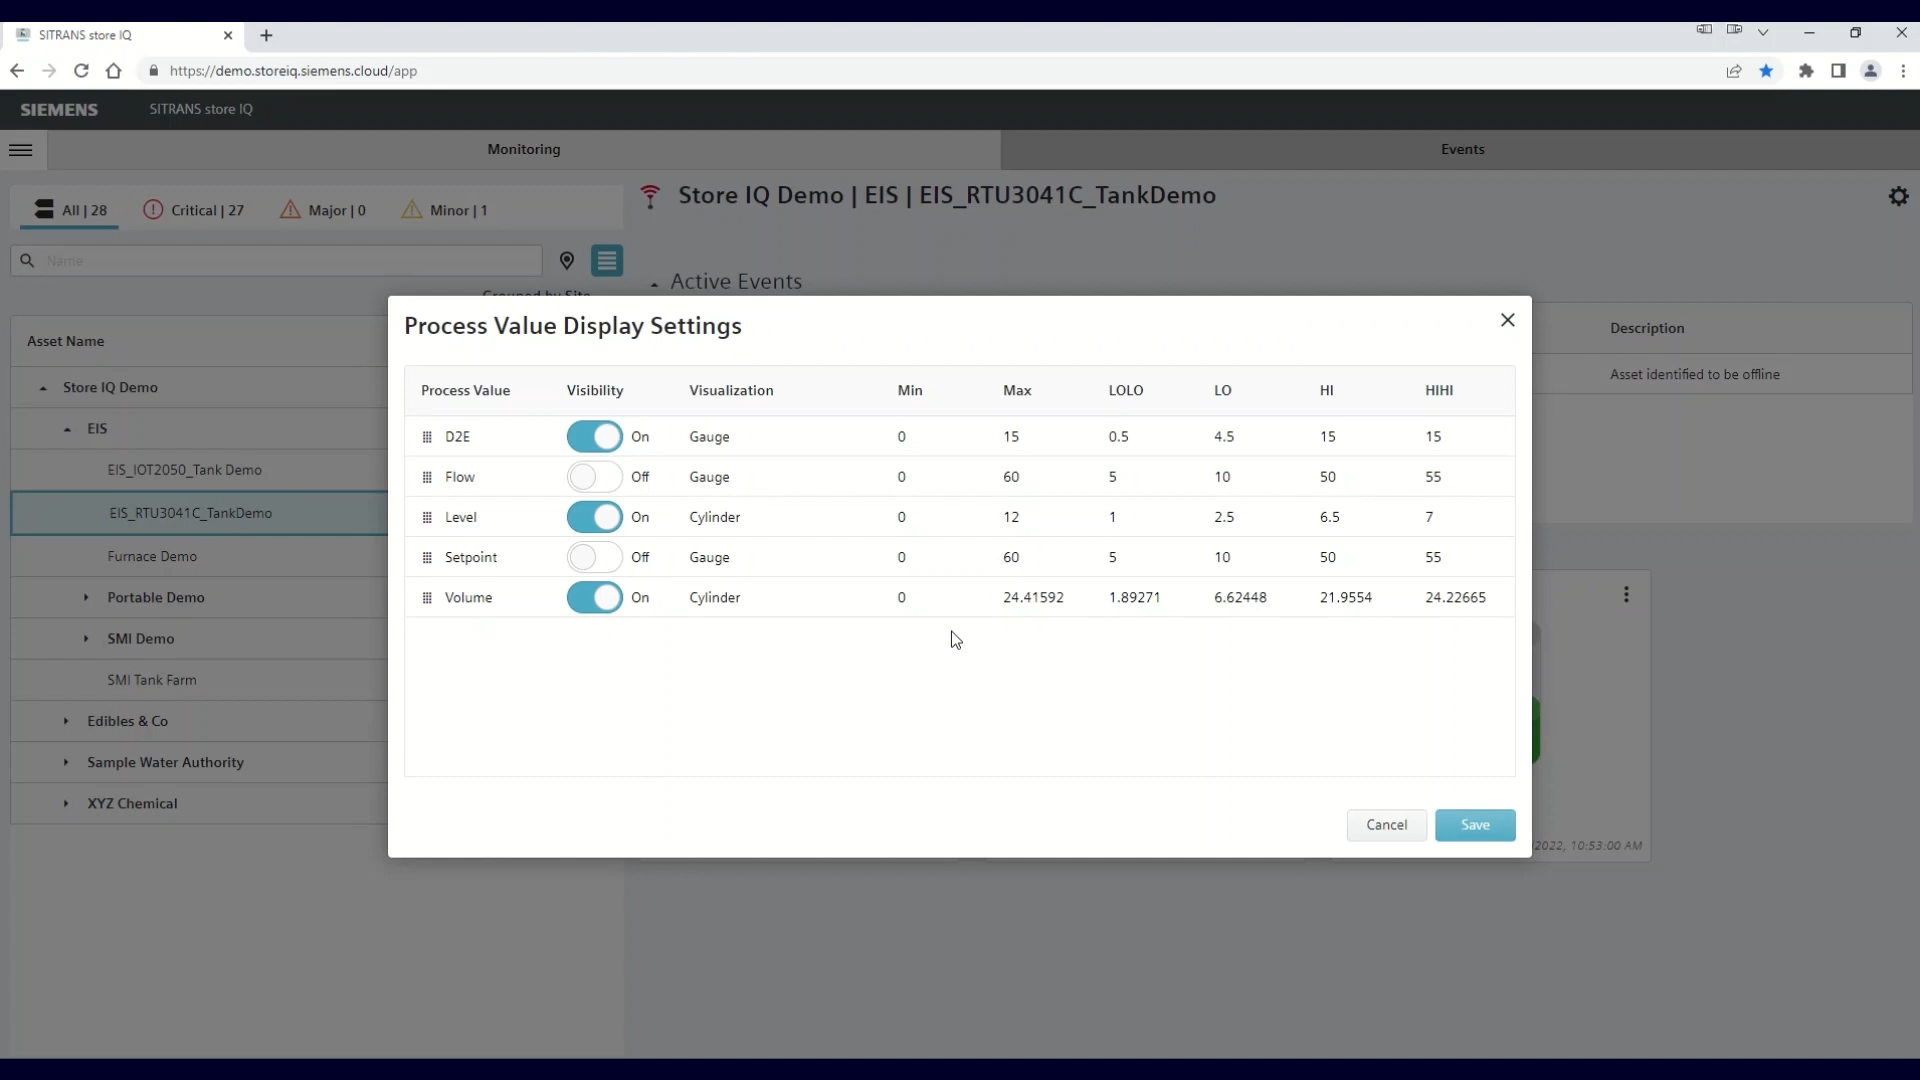 SITRANS store IQ
https://demo.storeiq.siemens.cloud/app
SIEMENS SITRANS store IQ
Monitoring Events
All | 28 Critical | 27 Major | 0 Minor | 1
Store IQ Demo | EIS | EIS_RTU3041C_TankDemo
Name
Active Events
Grouped by Site
Asset Name
Description
Store IQ Demo
Asset identified to be offline
EIS
EIS_IOT2050_Tank Demo
EIS_RTU3041C_TankDemo
Furnace Demo
Portable Demo
SMI Demo
SMI Tank Farm
Edibles & Co
Sample Water Authority
XYZ Chemical
Process Value Display Settings
Process Value Visibility Visualization Min Max LOLO LO HI HIHI
D2E On Gauge 0 15 0.5 4.5 15 15
Flow Off Gauge 0 60 5 10 50 55
Level On Cylinder 0 12 1 2.5 6.5 7
Setpoint Off Gauge 0 60 5 10 50 55
Volume On Cylinder 0 24.41592 1.89271 6.62448 21.9554 24.22665
Cancel Save
2022, 10:53:00 AM